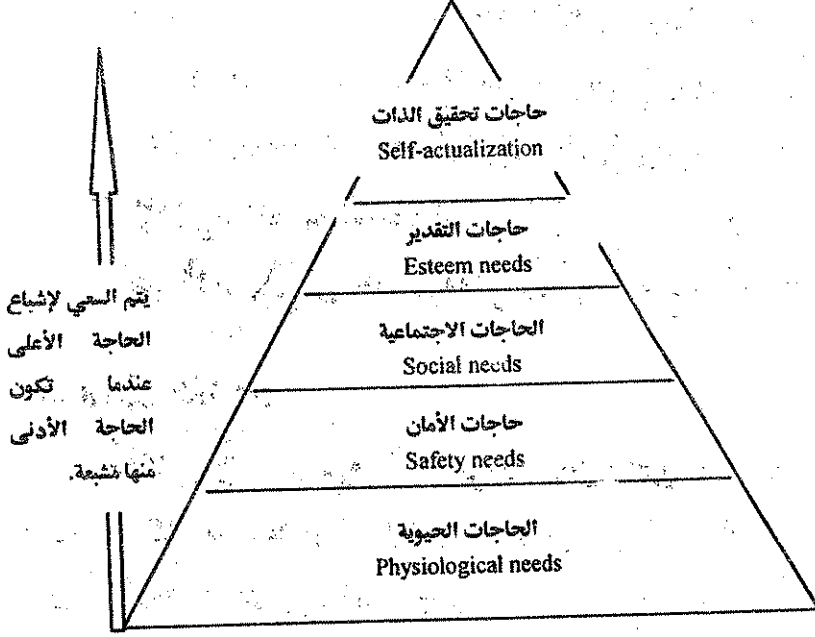 حاجات تحقيق الذات
Self-actualization
حاجات التقدير
Esteem needs
الحاجات الاجتماعية
Social needs
حاجات الأمان
Safety needs
الحاجات الحيوية
Physiological needs
يتم السعي لإشباع
الحاجة الأعلى
عندما تكون
الحاجة الأدنى
منها مشبعة.